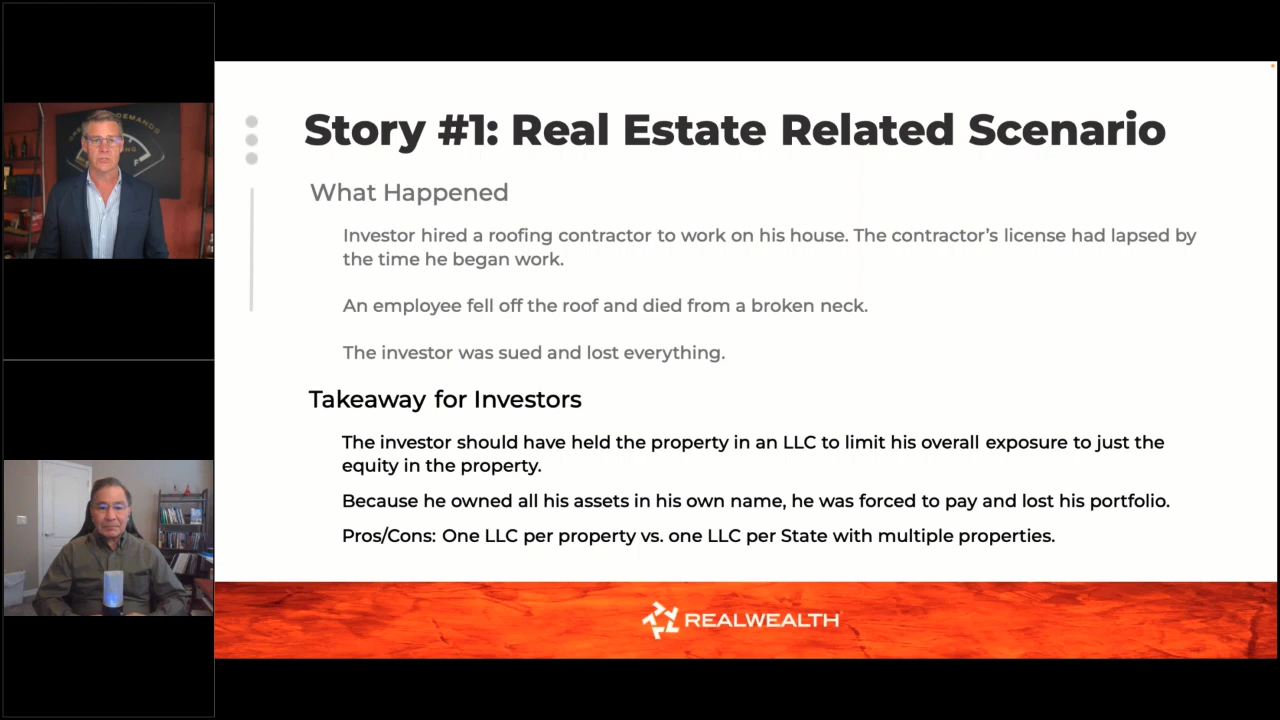 Story #1: Real Estate Related Scenario
What Happened
Investor hired a roofing contractor to work on his house. The contractor's license had lapsed by
the time he began work.
An employee fell off the roof and died from a broken neck.
The investor was sued and lost everything.
Takeaway for Investors
The investor should have held the property in an LLC to limit his overall exposure to just the
equity in the property.
Because he owned all his assets in his own name, he was forced to pay and lost his portfolio.
Pros/Cons: One LLC per property vs. one LLC per State with multiple properties.
REALWEALTH